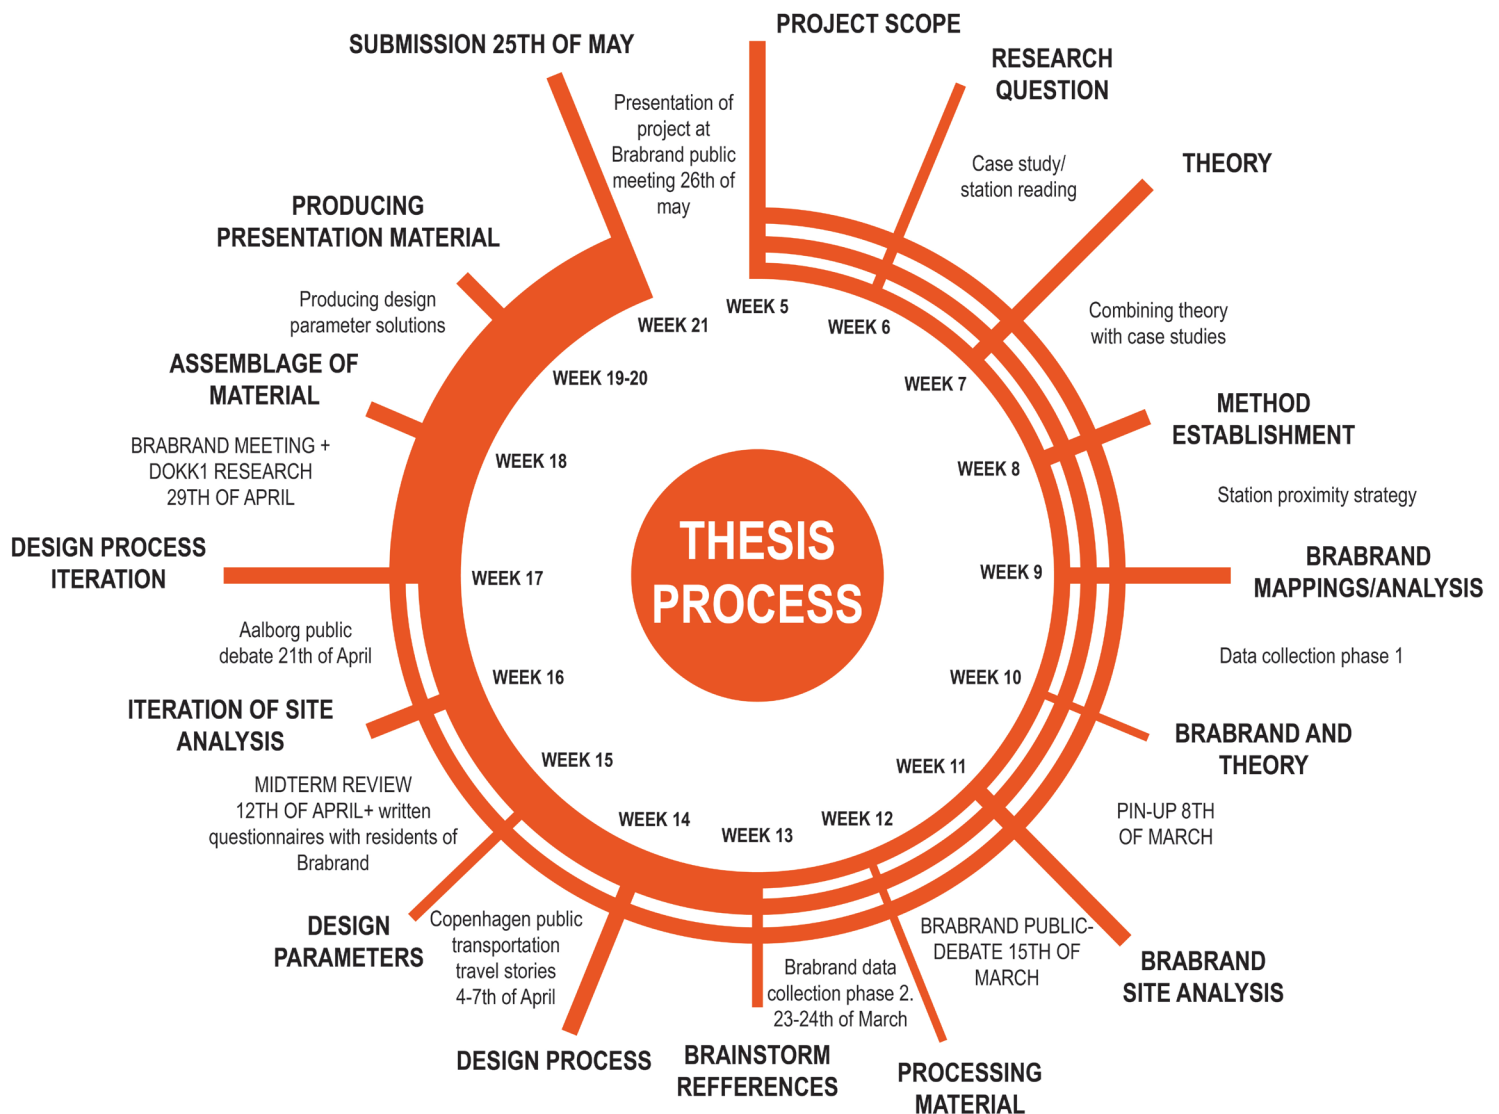 THESIS
PROCESS
PROJECT SCOPE
WEEK 5
RESEARCH
QUESTION
WEEK 6
Case study/
station reading
THEORY
WEEK 7
Combining theory
with case studies
METHOD
ESTABLISHMENT
WEEK 8
Station proximity strategy
BRABRAND
MAPPINGS/ANALYSIS
WEEK 9
Data collection phase 1
BRABRAND AND
THEORY
WEEK 10
PIN-UP 8TH
OF MARCH
BRABRAND
SITE ANALYSIS
WEEK 11
BRABRAND PUBLIC-
DEBATE 15TH OF
MARCH
PROCESSING
MATERIAL
WEEK 12
Brabrand data
collection phase 2.
23-24th of March
BRAINSTORM
REFFERENCES
WEEK 13
DESIGN PROCESS
WEEK 14
Copenhagen public
transportation
travel stories
4-7th of April
DESIGN
PARAMETERS
WEEK 15
MIDTERM REVIEW
12TH OF APRIL+ written
questionnaires with residents of
Brabrand
ITERATION OF SITE
ANALYSIS
WEEK 16
Aalborg public
debate 21th of April
DESIGN PROCESS
ITERATION
WEEK 17
BRABRAND MEETING +
DOKK1 RESEARCH
29TH OF APRIL
ASSEMBLAGE OF
MATERIAL
WEEK 18
Producing design
parameter solutions
PRODUCING
PRESENTATION MATERIAL
WEEK 19-20
SUBMISSION 25TH OF MAY
WEEK 21
Presentation of
project at
Brabrand public
meeting 26th of
may